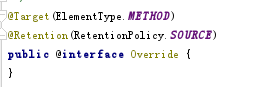 @Target(ElementType.METHOD)
@Retention(RetentionPolicy.SOURCE)
public @interface Override {
}